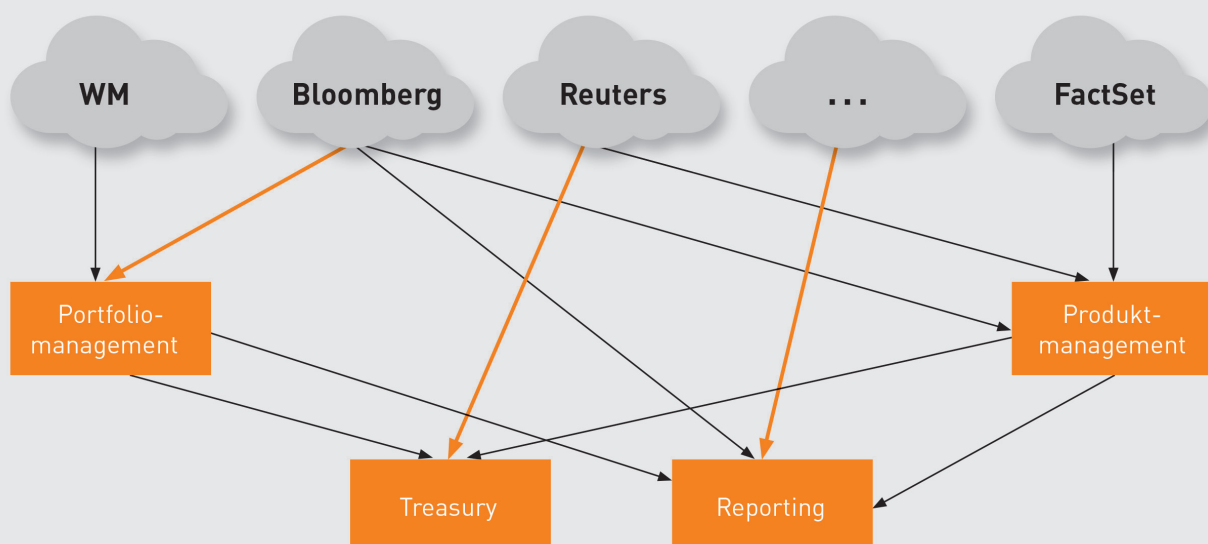 WM
Bloomberg
Reuters
...
FactSet
Portfolio-
management
Produkt-
management
Treasury
Reporting